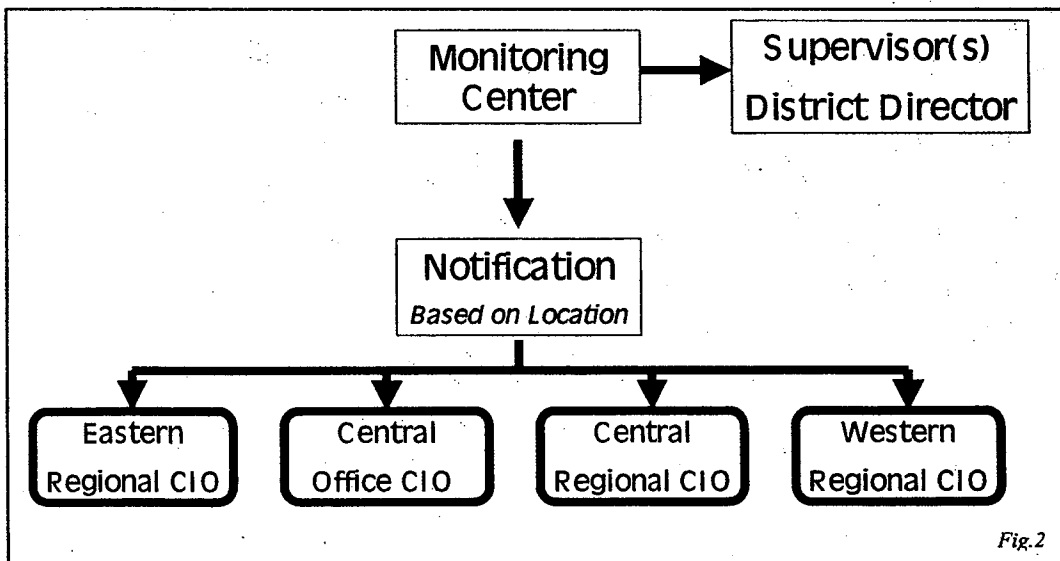 Monitoring
Center
Supervisor(s)
District Director
Notification
Based on Location
Eastern
Regional CIO
Central
Office CIO
Central
Regional CIO
Western
Regional CIO
Fig.2